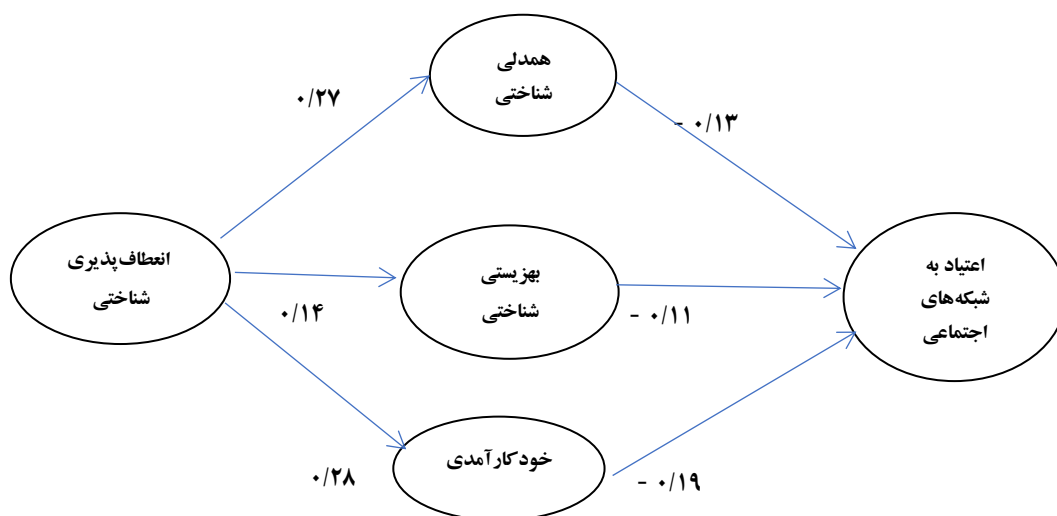 همدلی
شناختی
۰/۲۷
- ۰/۱۳
انعطاف‌پذیری
شناختی
بهزیستی
شناختی
اعتیاد به
شبکه‌های
اجتماعی
۰/۱۴
- ۰/۱۱
خودکارآمدی
۰/۲۸
- ۰/۱۹